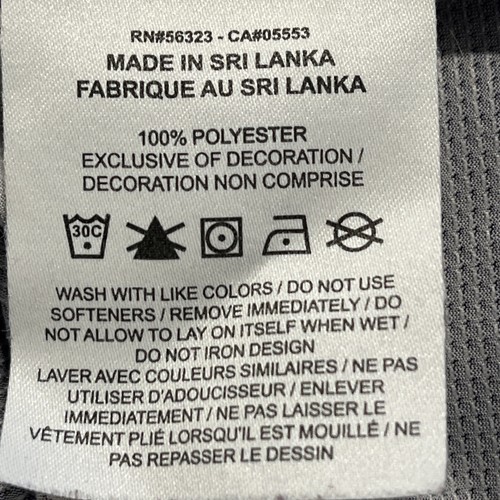 RN#56323 - CA#05553
MADE IN SRI LANKA
FABRIQUE AU SRI LANKA
100% POLYESTER
EXCLUSIVE OF DECORATION /
DECORATION NON COMPRISE
30C
WASH WITH LIKE COLORS / DO NOT USE
SOFTENERS / REMOVE IMMEDIATELY / DO
NOT ALLOW TO LAY ON ITSELF WHEN WET /
DO NOT IRON DESIGN
LAVER AVEC COULEURS SIMILAIRES / NE PAS
UTILISER D'ADOUCISSEUR / ENLEVER
IMMEDIATEMENT / NE PAS LAISSER LE
VÊTEMENT PLIÉ LORSQU'IL EST MOUILLÉ / NE
PAS REPASSER LE DESSIN